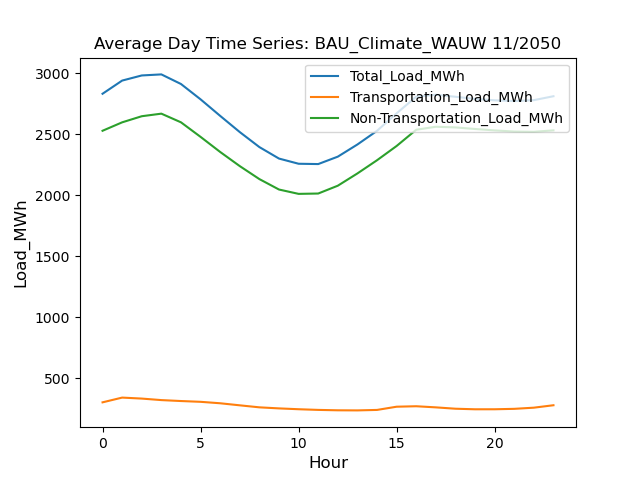 Average Day Time Series: BAU_Climate_WAUW 11/2050
Total_Load_MWh
Transportation_Load_MWh
Non-Transportation_Load_MWh
3000
2500
2000
1500
1000
500
Load_MWh
0 5 10 15 20
Hour